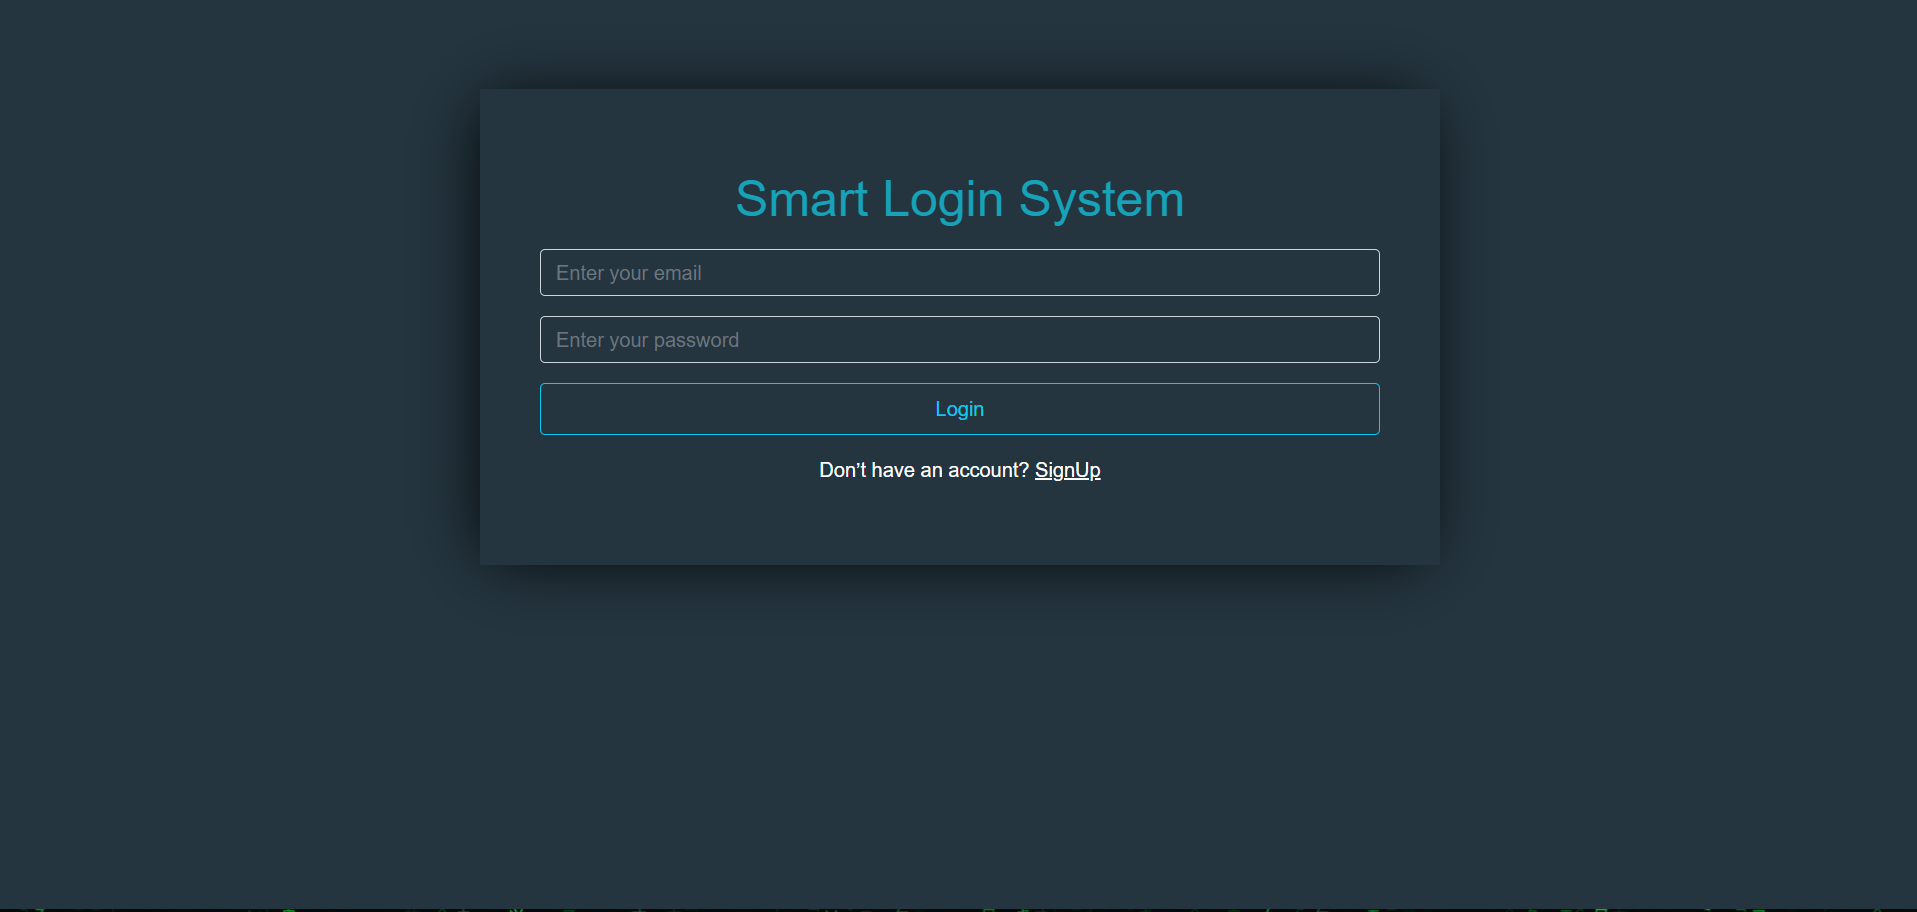 Smart Login System
Enter your email
Enter your password
Login
Don’t have an account? SignUp